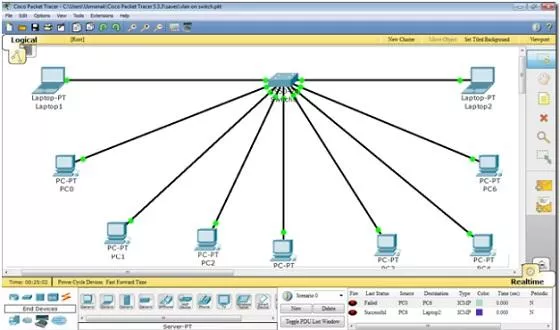 Cisco Packet Tracer - C:\Users\Usmanak\Cisco Packet Tracer 5.3.3\saves\vlan on switch.pkt
File Edit Options View Tools Extensions Help
Logical
[Root]
New Cluster
Move Object
Set Tiled Background
Viewport
Laptop-PT
Laptop1
Laptop-PT
Laptop2
PC-PT
PC0
PC-PT
PC6
PC-PT
PC1
PC-PT
PC2
PC-PT
PC-PT
PC-PT
Time: 00:25:02
Power Cycle Devices
Fast Forward Time
Realtime
End Devices
Server-PT
Scenario 0
New
Delete
Toggle PDU List Window
Fire Last Status Source Destination Type Color Time (sec) Periodic
Failed PC0 PC6 ICMP 0.000 N
Successful PC0 Laptop2 ICMP 0.000 N